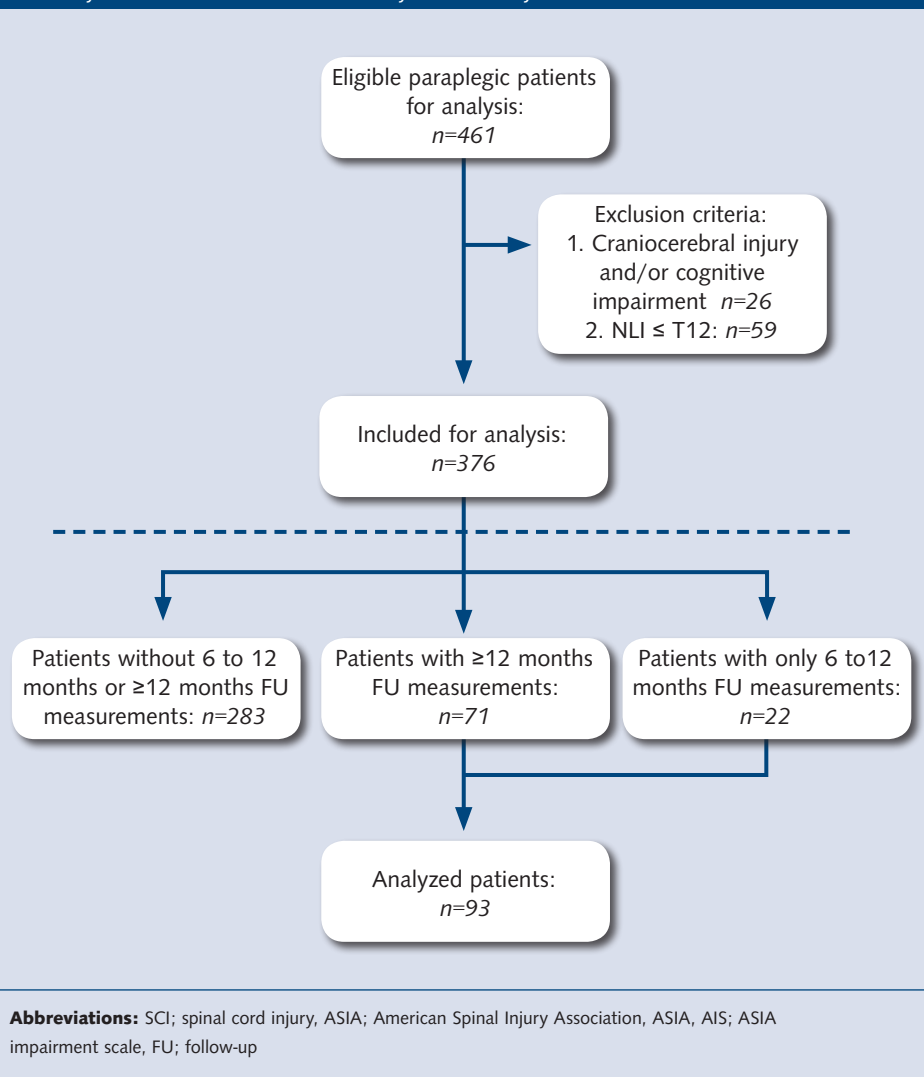 Eligible paraplegic patients
for analysis:
n=461
Exclusion criteria:
1. Craniocerebral injury
and/or cognitive
impairment n=26
2. NLI ≤ T12: n=59
Included for analysis:
n=376
Patients without 6 to 12
months or ≥12 months FU
measurements: n=283
Patients with ≥12 months
FU measurements:
n=71
Patients with only 6 to12
months FU measurements:
n=22
Analyzed patients:
n=93
Abbreviations: SCI; spinal cord injury, ASIA; American Spinal Injury Association, ASIA, AIS; ASIA
impairment scale, FU; follow-up